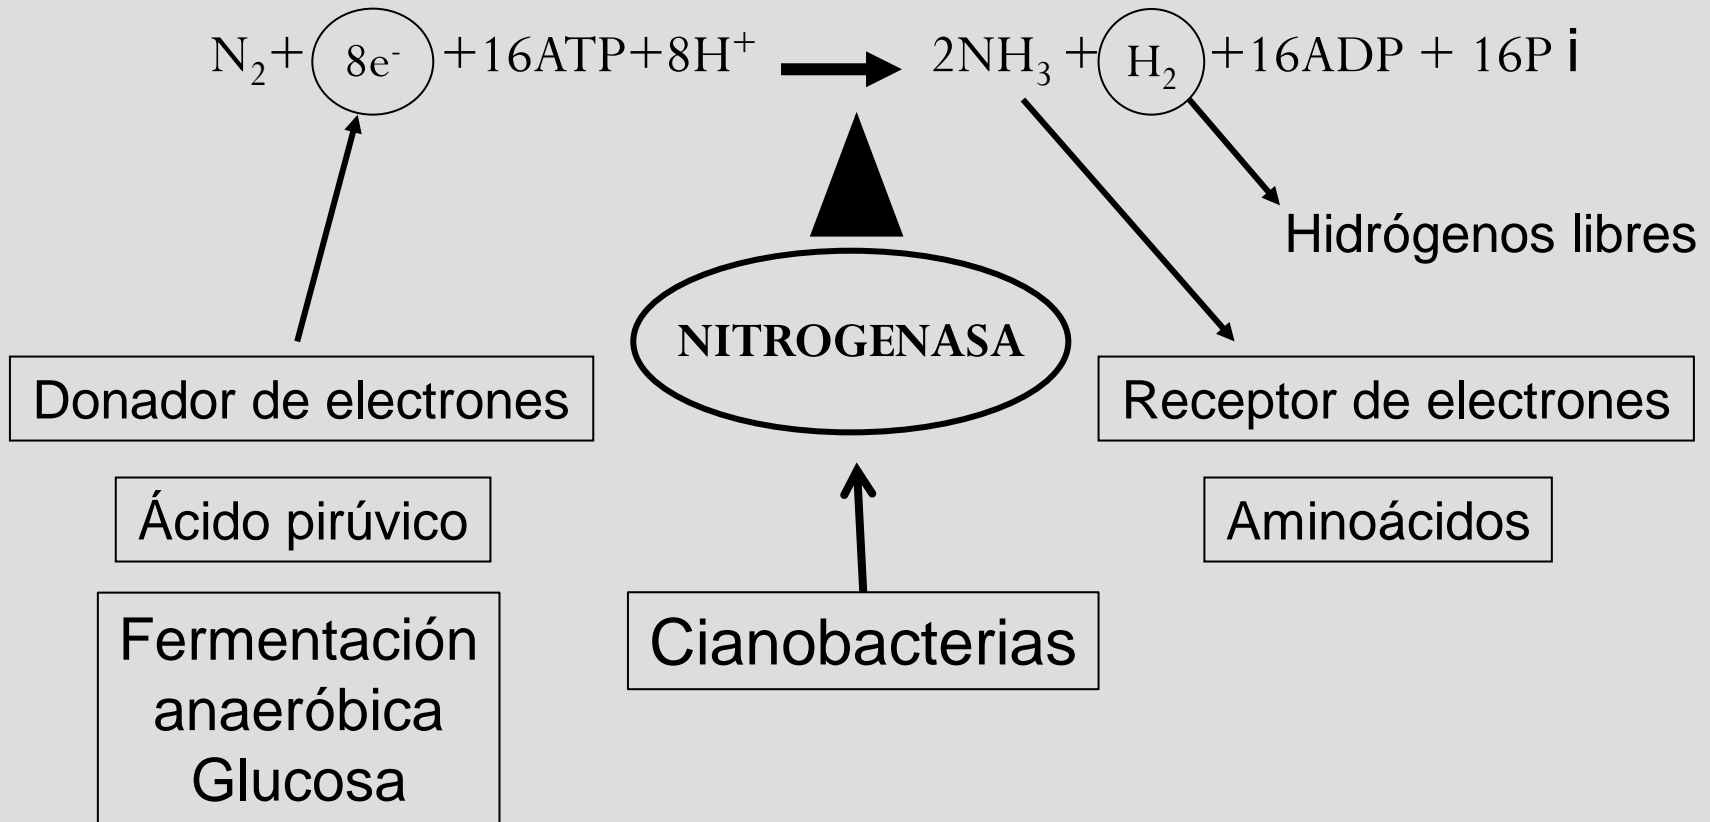 N₂+ 8e⁻ +16ATP+8H⁺ → 2NH₃ + H₂ +16ADP + 16P i
Hidrógenos libres
NITROGENASA
Donador de electrones
Receptor de electrones
Ácido pirúvico
Aminoácidos
Fermentación
anaeróbica
Glucosa
Cianobacterias